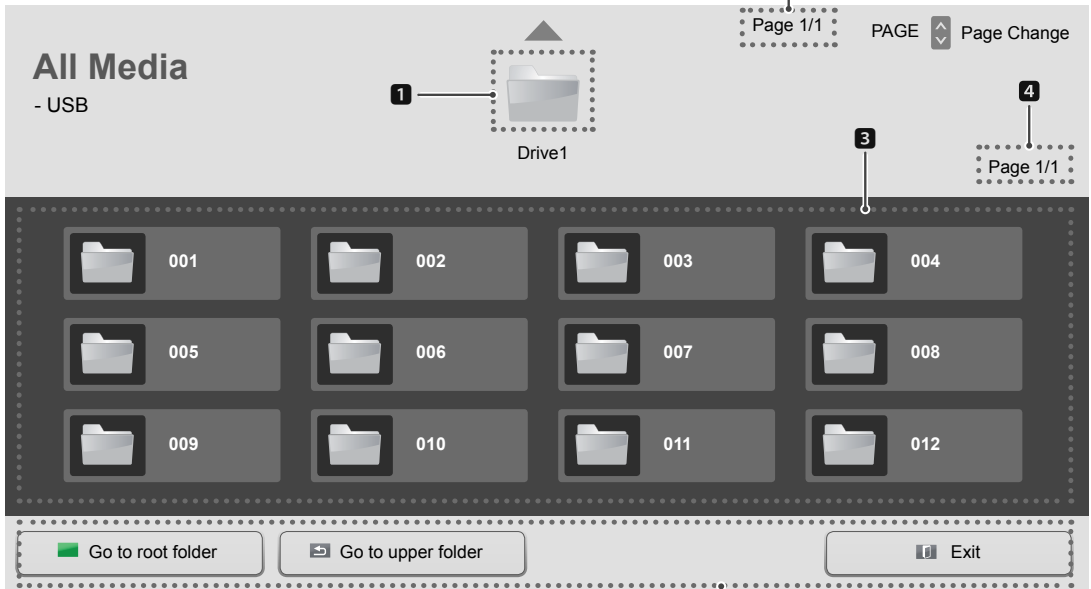 Page 1/1
PAGE Page Change
All Media
- USB
1
Drive1
4
3
Page 1/1
001 002 003 004
005 006 007 008
009 010 011 012
Go to root folder Go to upper folder Exit